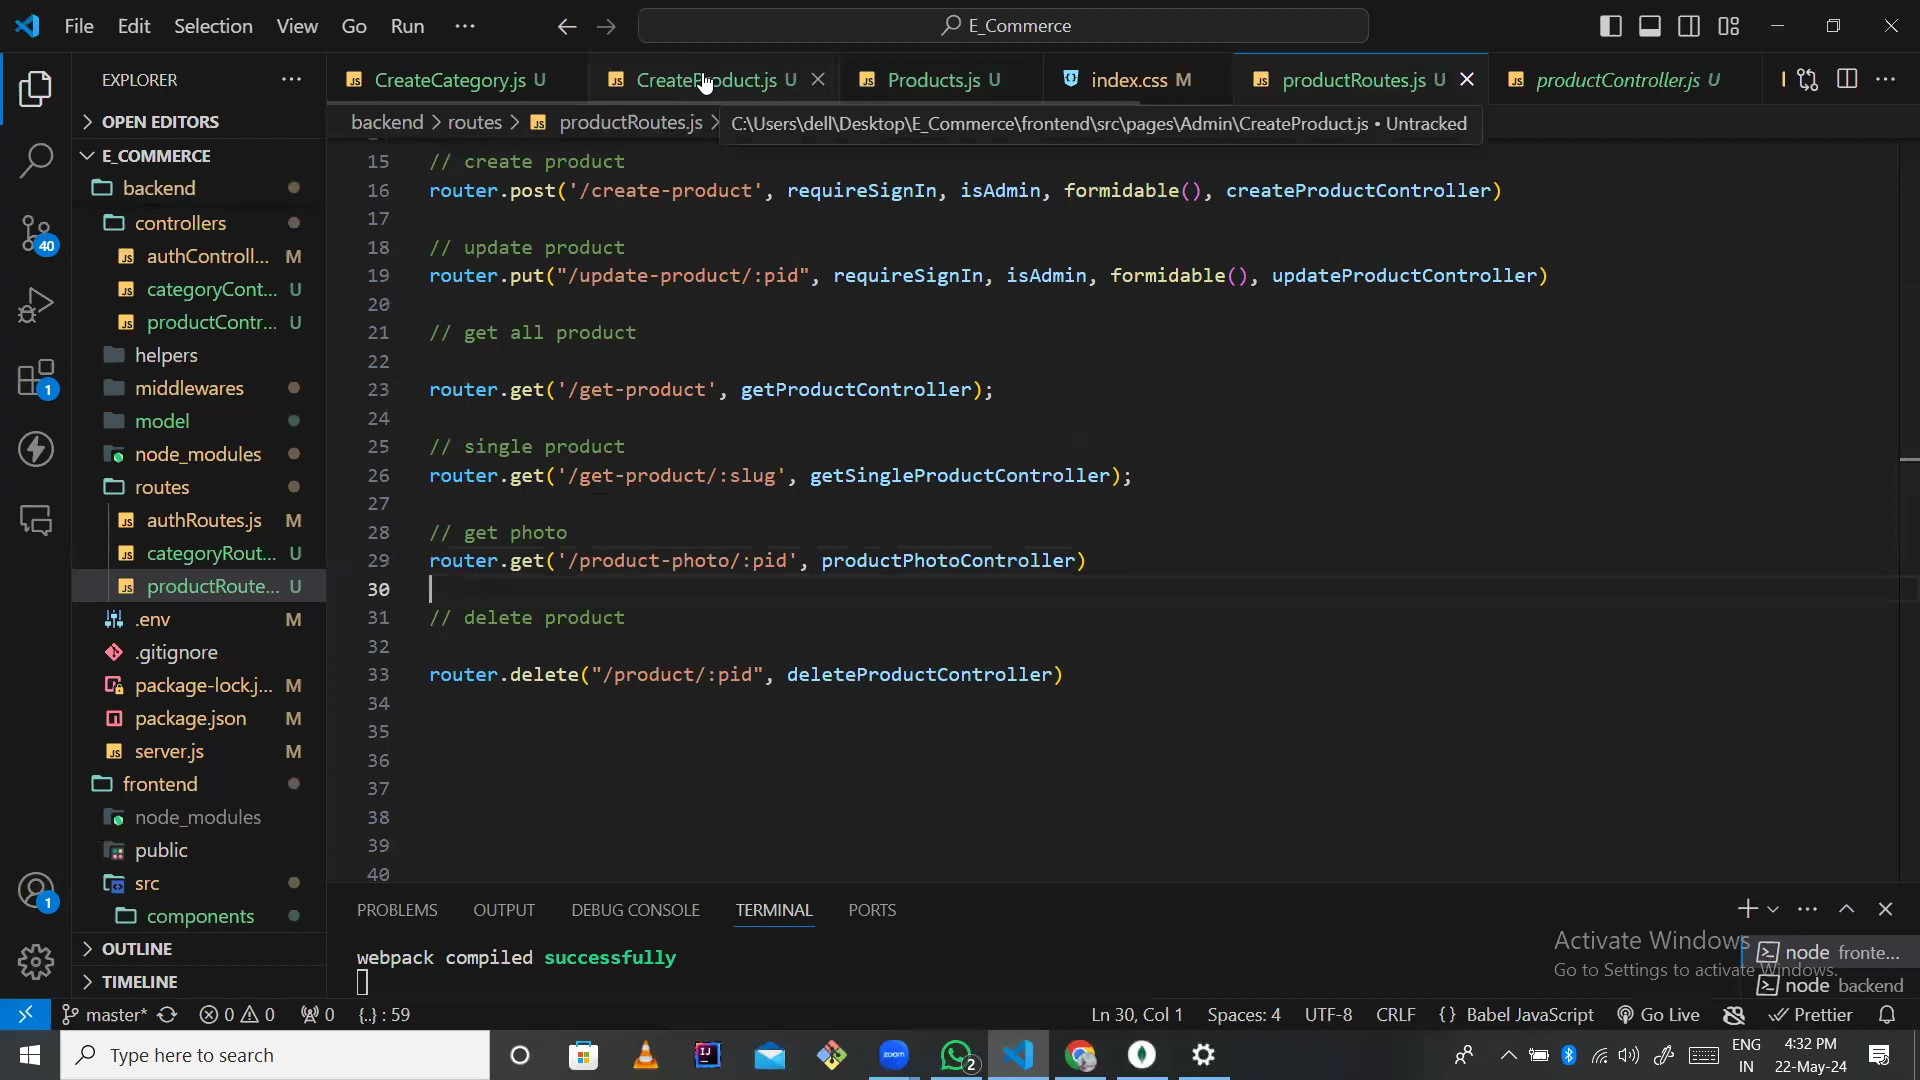 File Edit Selection View Go Run ··· E_Commerce
EXPLORER ···
CreateCategory.js U CreateProduct.js U Products.js U index.css M productRoutes.js U productController.js U
backend > routes > productRoutes.js >
C:\Users\dell\Desktop\E_Commerce\frontend\src\pages\Admin\CreateProduct.js • Untracked
OPEN EDITORS
E_COMMERCE
backend
controllers
authControll... M
categoryCont... U
productContr... U
helpers
middlewares
model
node_modules
routes
authRoutes.js M
categoryRout... U
productRoute... U
.env M
.gitignore
package-lock.j... M
package.json M
server.js M
frontend
node_modules
public
src
components
OUTLINE
TIMELINE
40
1
1
15 // create product
16 router.post('/create-product', requireSignIn, isAdmin, formidable(), createProductController)
17
18 // update product
19 router.put("/update-product/:pid", requireSignIn, isAdmin, formidable(), updateProductController)
20
21 // get all product
22
23 router.get('/get-product', getProductController);
24
25 // single product
26 router.get('/get-product/:slug', getSingleProductController);
27
28 // get photo
29 router.get('/product-photo/:pid', productPhotoController)
30
31 // delete product
32
33 router.delete("/product/:pid", deleteProductController)
34
35
36
37
38
39
40
PROBLEMS OUTPUT DEBUG CONSOLE TERMINAL PORTS
webpack compiled successfully
node fronte...
node backend
Activate Windows
Go to Settings to activate Windows.
master* 0 0 0 {..} : 59 Ln 30, Col 1 Spaces: 4 UTF-8 CRLF {} Babel JavaScript Go Live Prettier
Type here to search
zoom
2
ENG
IN
4:32 PM
22-May-24